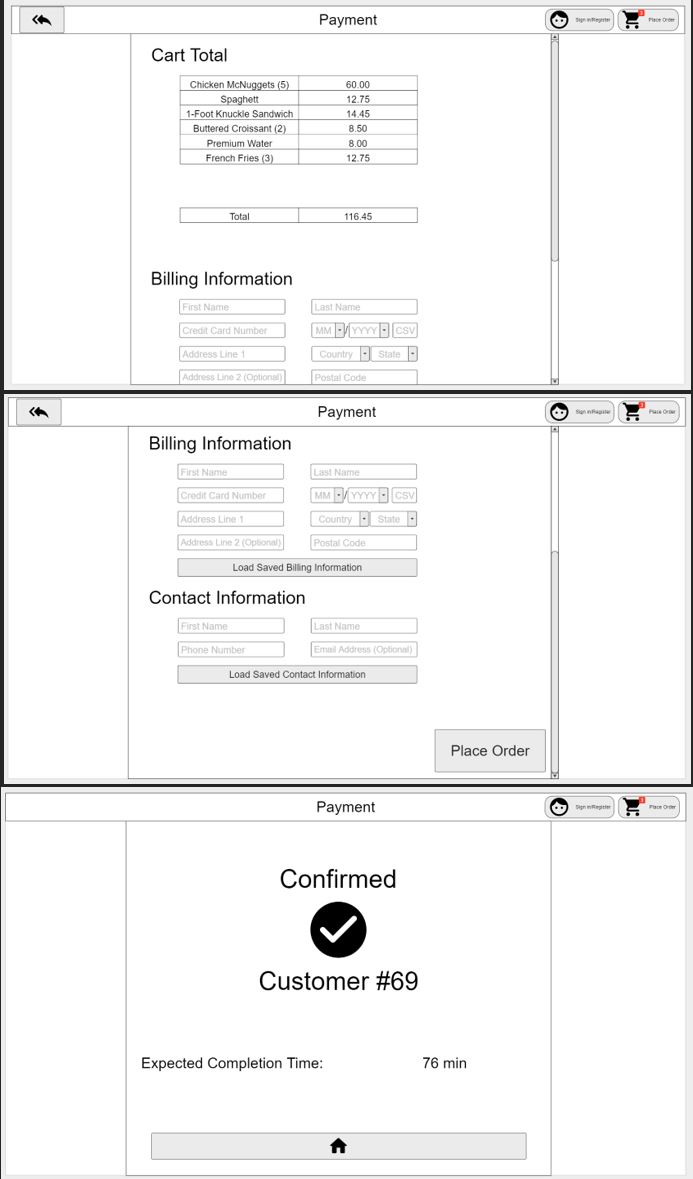 Payment
Sign in/Register
Place Order
Cart Total
Chicken McNuggets (5) 60.00
Spaghett 12.75
1-Foot Knuckle Sandwich 14.45
Buttered Croissant (2) 8.50
Premium Water 8.00
French Fries (3) 12.75
Total 116.45
Billing Information
First Name Last Name
Credit Card Number MM / YYYY CSV
Address Line 1 Country State
Address Line 2 (Optional) Postal Code
Payment
Sign in/Register
Place Order
Billing Information
First Name Last Name
Credit Card Number MM / YYYY CSV
Address Line 1 Country State
Address Line 2 (Optional) Postal Code
Load Saved Billing Information
Contact Information
First Name Last Name
Phone Number Email Address (Optional)
Load Saved Contact Information
Place Order
Payment
Sign in/Register
Place Order
Confirmed
Customer #69
Expected Completion Time: 76 min